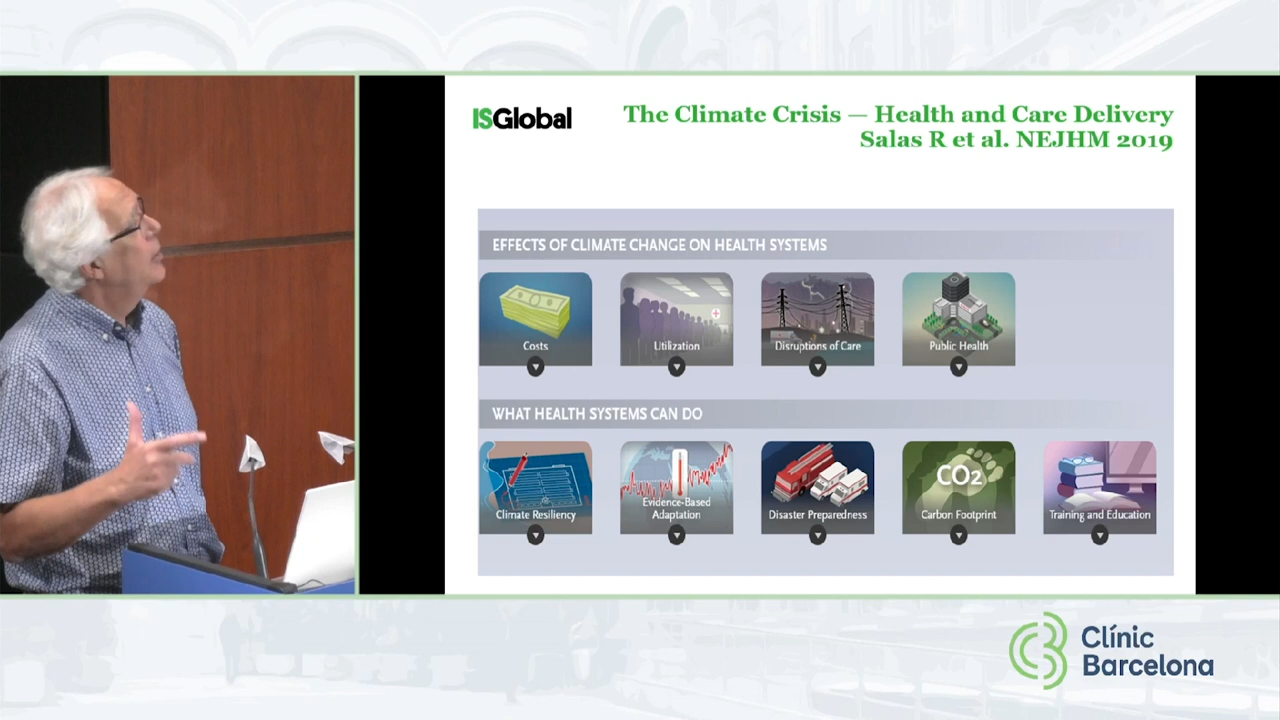 ISGlobal
The Climate Crisis — Health and Care Delivery
Salas R et al. NEJHM 2019
EFFECTS OF CLIMATE CHANGE ON HEALTH SYSTEMS
Costs
Utilization
Disruptions of Care
Public Health
WHAT HEALTH SYSTEMS CAN DO
Climate Resiliency
Evidence-Based
Adaptation
Disaster Preparedness
CO2
Carbon Footprint
Training and Education
Clínic
Barcelona